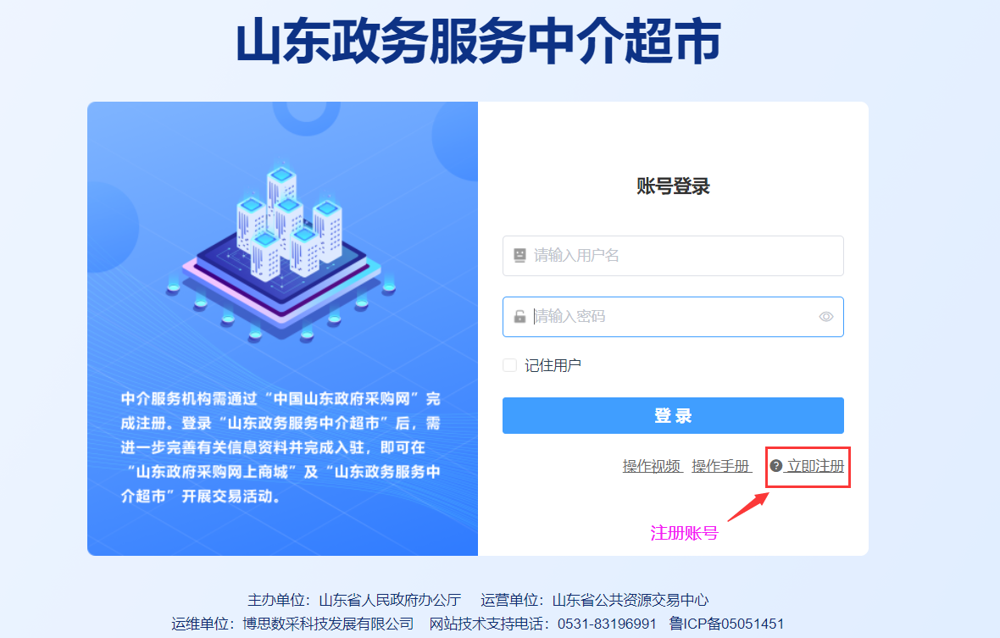 山东政务服务中介超市
账号登录
请输入用户名
请输入密码
记住用户
登 录
操作视频 操作手册 立即注册
注册账号
中介服务机构需通过“中国山东政府采购网”完
成注册。登录“山东政务服务中介超市”后，需
进一步完善有关信息资料并完成入驻，即可在
“山东政府采购网上商城”及“山东政务服务中
介超市”开展交易活动。
主办单位：山东省人民政府办公厅 运营单位：山东省公共资源交易中心
运维单位：博思数采科技发展有限公司 网站技术支持电话：0531-83196991 鲁ICP备05051451